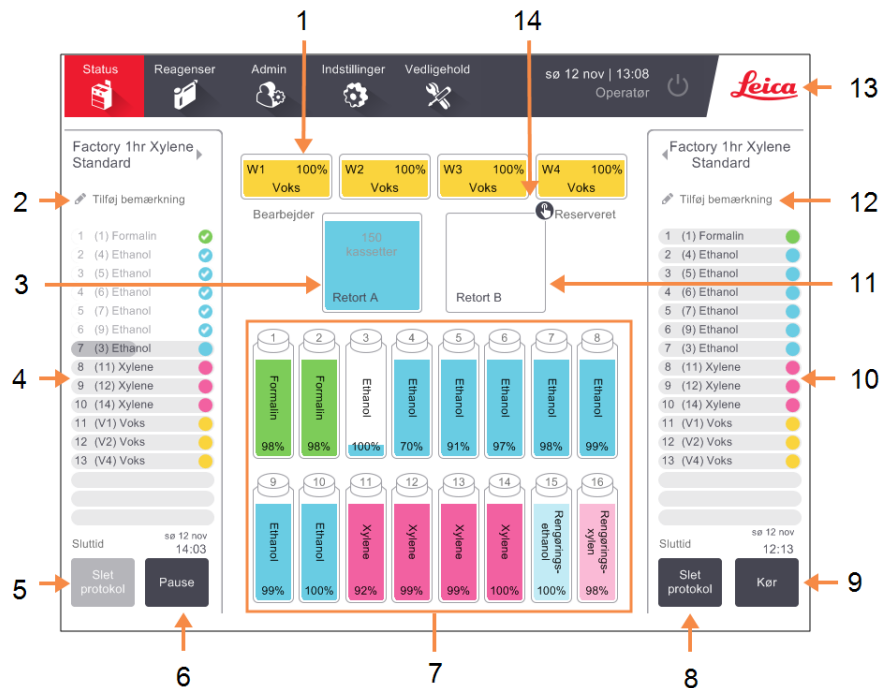 1
14
Status
Reagenser
Admin
Indstillinger
Vedligehold
sø 12 nov | 13:08
Operatør
Leica
13
Factory 1hr Xylene
Standard
2
Tilføj bemærkning
1 (1) Formalin
2 (4) Ethanol
3 (5) Ethanol
4 (6) Ethanol
5 (7) Ethanol
6 (9) Ethanol
7 (3) Ethanol
8 (11) Xylene
9 (12) Xylene
10 (14) Xylene
11 (V1) Voks
12 (V2) Voks
13 (V4) Voks
3
4
Sluttid
sø 12 nov
14:03
5
Slet
protokol
Pause
6
W1 100%
Voks
W2 100%
Voks
W3 100%
Voks
W4 100%
Voks
Bearbejder
Reserveret
150
kassetter
Retort A
Retort B
1
Formalin
98%
2
Formalin
98%
3
Ethanol
100%
4
Ethanol
70%
5
Ethanol
91%
6
Ethanol
97%
7
Ethanol
98%
8
Ethanol
99%
9
Ethanol
99%
10
Ethanol
100%
11
Xylene
92%
12
Xylene
99%
13
Xylene
99%
14
Xylene
100%
15
Rengørings-
ethanol
100%
16
Rengørings-
xylen
98%
7
Factory 1hr Xylene
Standard
Tilføj bemærkning
12
1 (1) Formalin
2 (4) Ethanol
3 (5) Ethanol
4 (6) Ethanol
5 (7) Ethanol
6 (9) Ethanol
7 (3) Ethanol
8 (11) Xylene
9 (12) Xylene
10 (14) Xylene
11 (V1) Voks
12 (V2) Voks
13 (V4) Voks
11
10
Sluttid
sø 12 nov
12:13
Slet
protokol
Kør
9
8